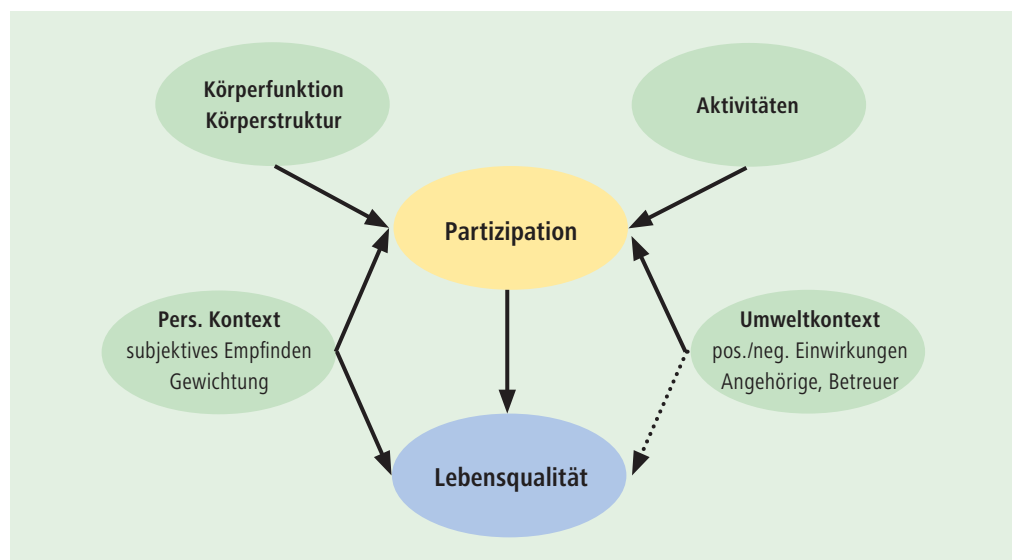 Körperfunktion
Körperstruktur
Aktivitäten
Partizipation
Pers. Kontext
subjektives Empfinden
Gewichtung
Umweltkontext
pos./neg. Einwirkungen
Angehörige, Betreuer
Lebensqualität